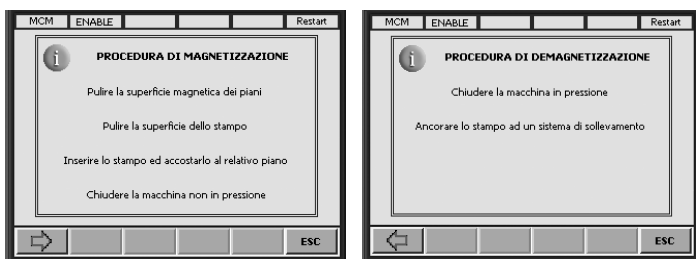 MCM ENABLE Restart
PROCEDURA DI MAGNETIZZAZIONE
Pulire la superficie magnetica dei piani
Pulire la superficie dello stampo
Inserire lo stampo ed accostarlo al relativo piano
Chiudere la macchina non in pressione
ESC
MCM ENABLE Restart
PROCEDURA DI DEMAGNETIZZAZIONE
Chiudere la macchina in pressione
Ancorare lo stampo ad un sistema di sollevamento
ESC